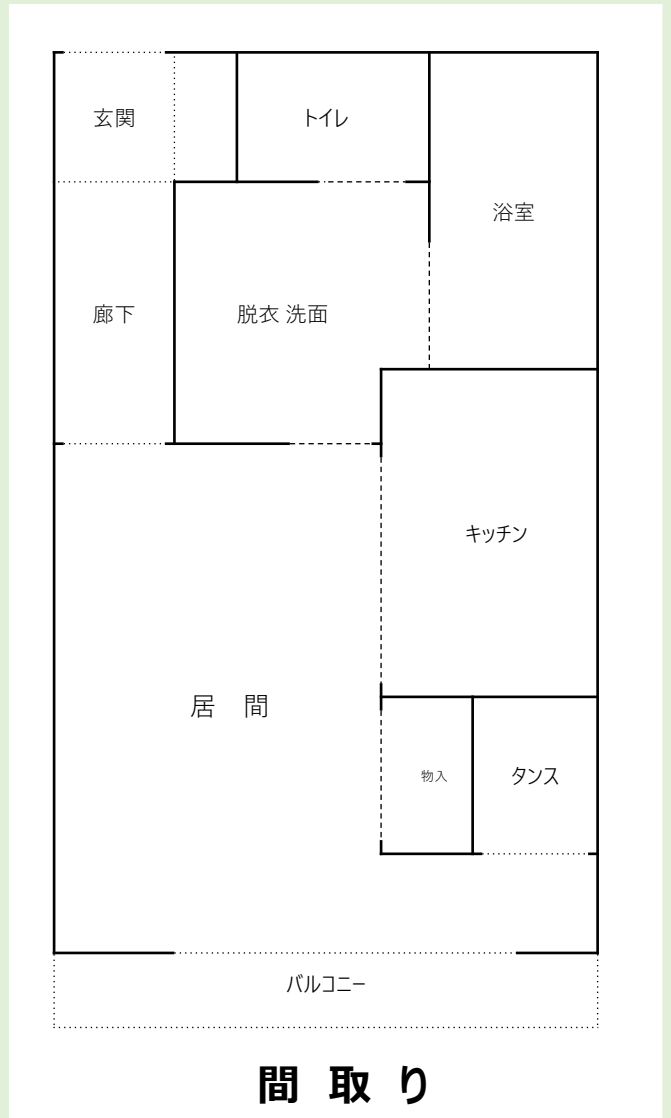 玄関
トイレ
浴室
廊下
脱衣 洗面
キッチン
居 間
物入
タンス
バルコニー
間 取 り